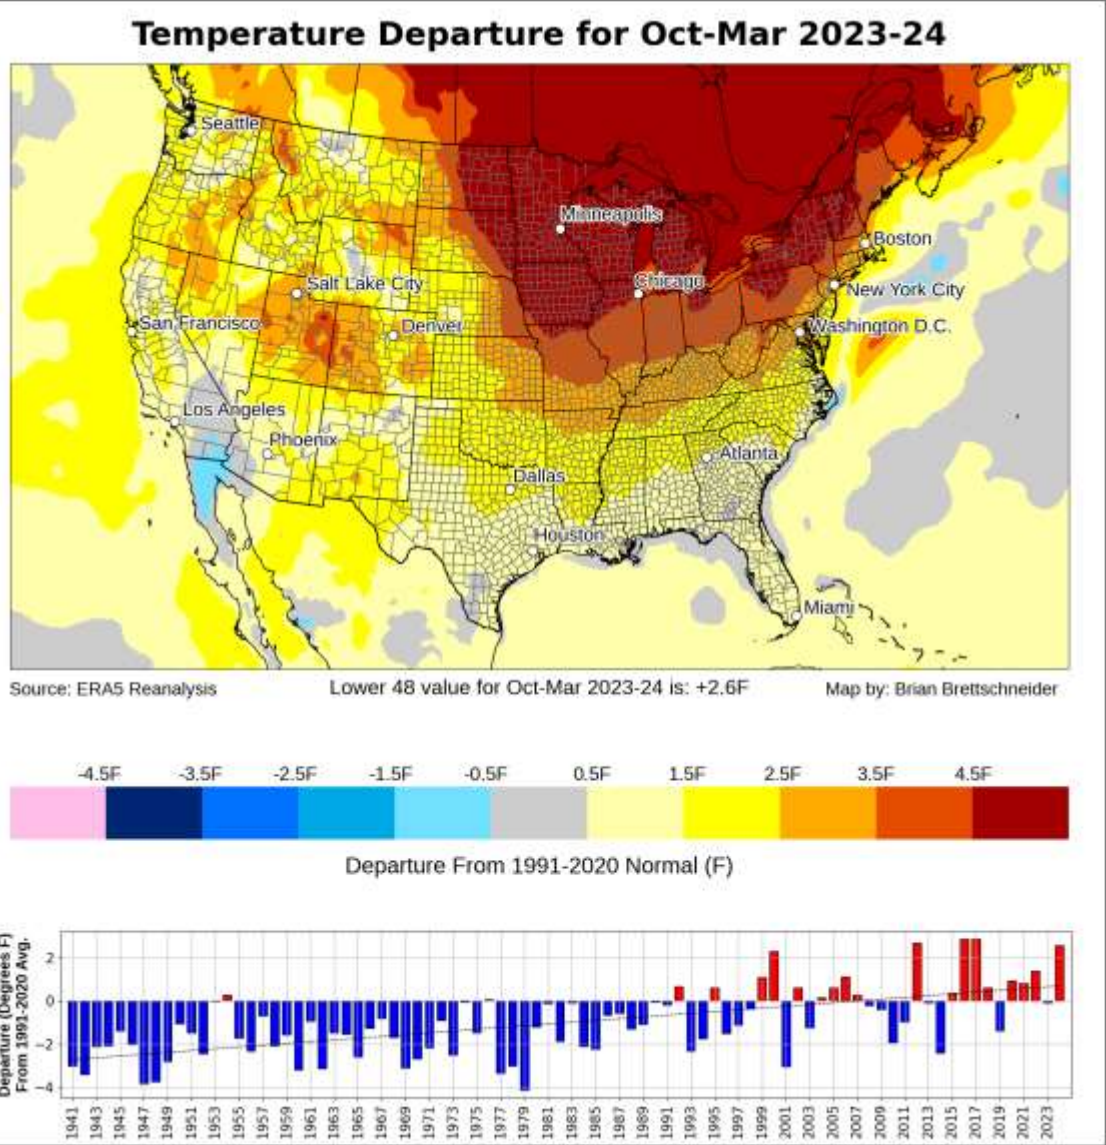 Temperature Departure for Oct-Mar 2023-24
Seattle
Minneapolis
Boston
Salt Lake City
Chicago
New York City
San Francisco
Denver
Washington D.C.
Los Angeles
Phoenix
Atlanta
Dallas
Houston
Miami
Source: ERA5 Reanalysis Lower 48 value for Oct-Mar 2023-24 is: +2.6F Map by: Brian Brettschneider
-4.5F -3.5F -2.5F -1.5F -0.5F 0.5F 1.5F 2.5F 3.5F 4.5F
Departure From 1991-2020 Normal (F)
Departure (Degrees F)
From 1991-2020 Avg.
2
0
−2
−4
1941 1943 1945 1947 1949 1951 1953 1955 1957 1959 1961 1963 1965 1967 1969 1971 1973 1975 1977 1979 1981 1983 1985 1987 1989 1991 1993 1995 1997 1999 2001 2003 2005 2007 2009 2011 2013 2015 2017 2019 2021 2023